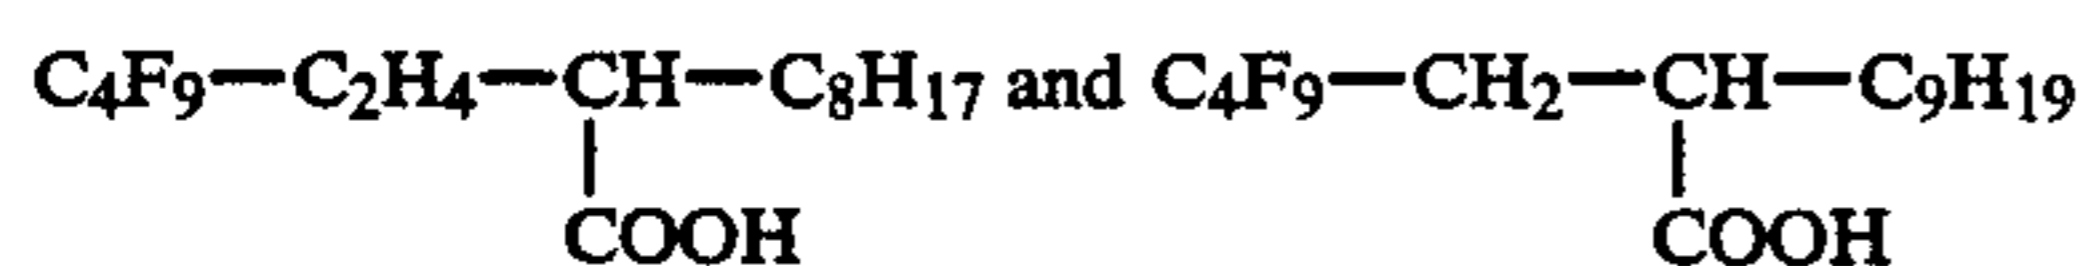 C₄F₉—C₂H₄—CH—C₈H₁₇ and C₄F₉—CH₂—CH—C₉H₁₉
COOH COOH